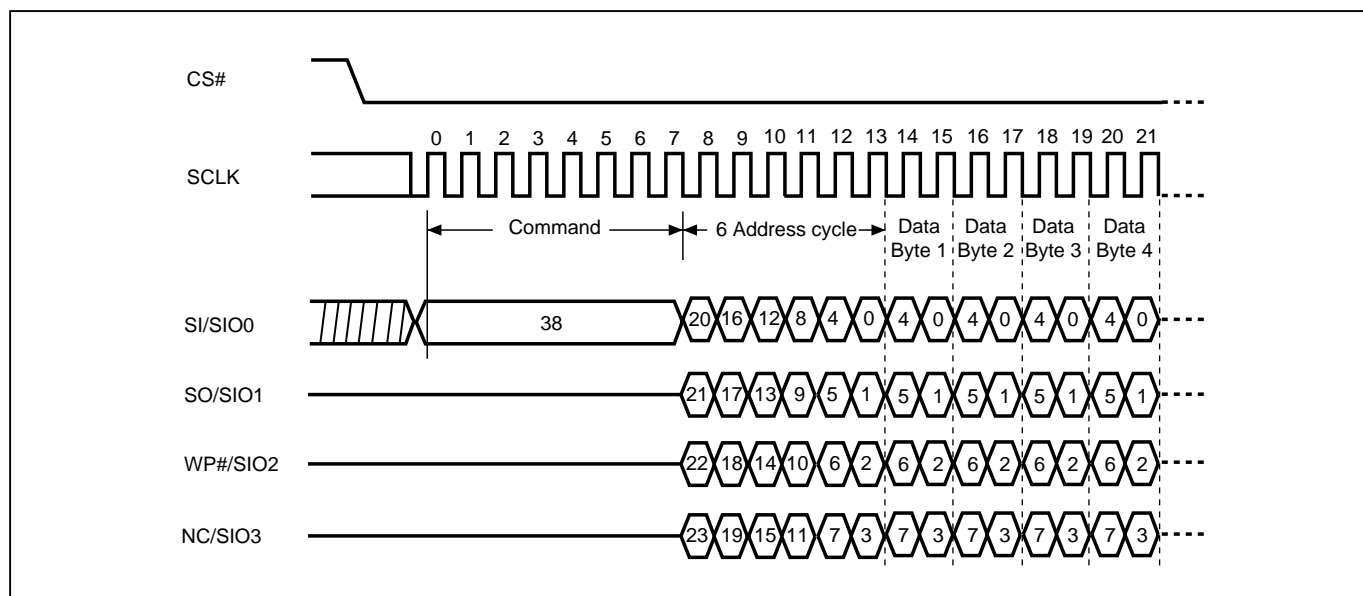 CS#
0 1 2 3 4 5 6 7 8 9 10 11 12 13 14 15 16 17 18 19 20 21
SCLK
Command 6 Address cycle Data Data Data Data
Byte 1 Byte 2 Byte 3 Byte 4
SI/SIO0 38 20 16 12 8 4 0 4 0 4 0 4 0 4 0
SO/SIO1 21 17 13 9 5 1 5 1 5 1 5 1 5 1
WP#/SIO2 22 18 14 10 6 2 6 2 6 2 6 2 6 2
NC/SIO3 23 19 15 11 7 3 7 3 7 3 7 3 7 3